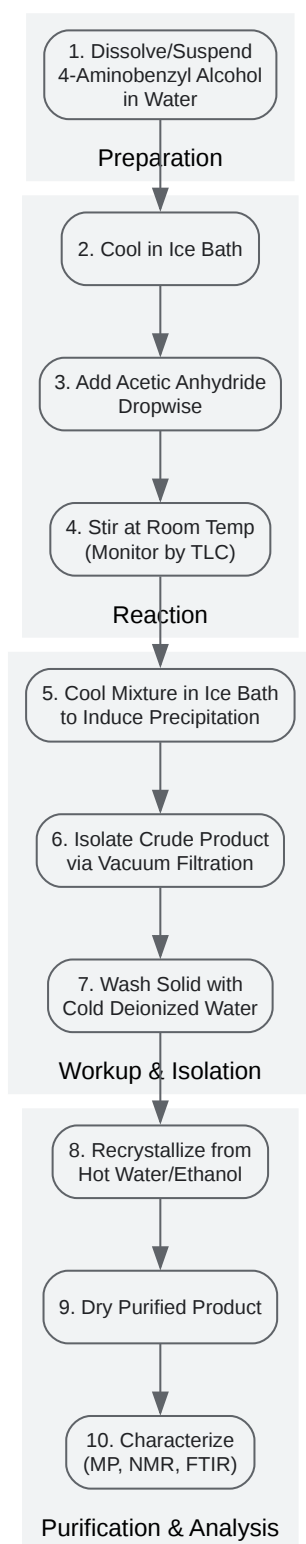 1. Dissolve/Suspend
4-Aminobenzyl Alcohol
in Water
Preparation
2. Cool in Ice Bath
3. Add Acetic Anhydride
Dropwise
4. Stir at Room Temp
(Monitor by TLC)
Reaction
5. Cool Mixture in Ice Bath
to Induce Precipitation
6. Isolate Crude Product
via Vacuum Filtration
7. Wash Solid with
Cold Deionized Water
Workup & Isolation
8. Recrystallize from
Hot Water/Ethanol
9. Dry Purified Product
10. Characterize
(MP, NMR, FTIR)
Purification & Analysis